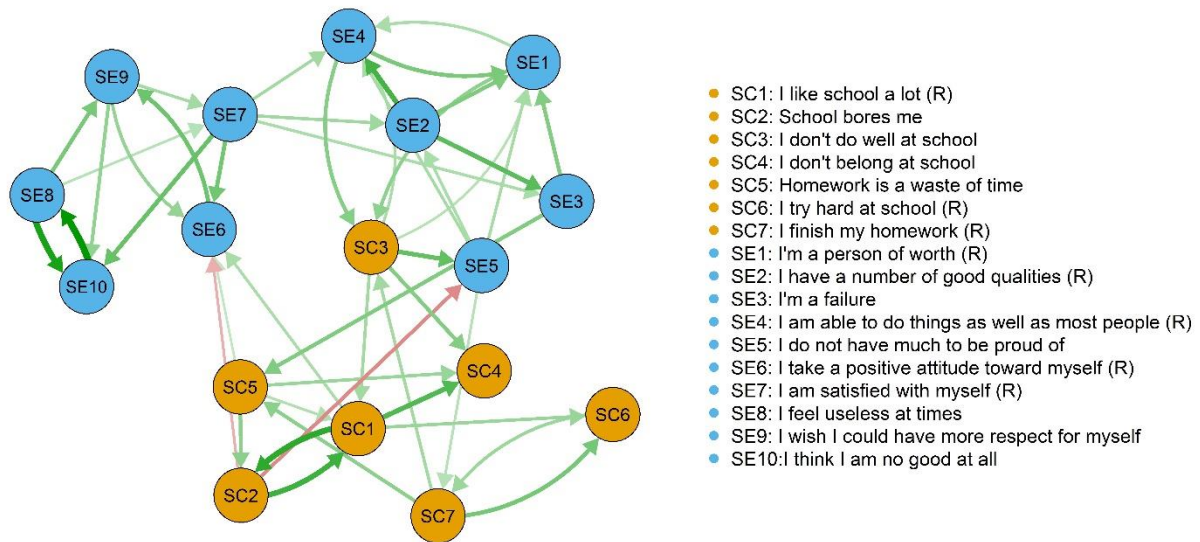 SE4
SE1
SE9
SE7
SE2
SE8
SE3
SE6
SC3
SE5
SE10
SC4
SC5
SC6
SC1
SC2
SC7
SC1: I like school a lot (R)
SC2: School bores me
SC3: I don't do well at school
SC4: I don't belong at school
SC5: Homework is a waste of time
SC6: I try hard at school (R)
SC7: I finish my homework (R)
SE1: I'm a person of worth (R)
SE2: I have a number of good qualities (R)
SE3: I'm a failure
SE4: I am able to do things as well as most people (R)
SE5: I do not have much to be proud of
SE6: I take a positive attitude toward myself (R)
SE7: I am satisfied with myself (R)
SE8: I feel useless at times
SE9: I wish I could have more respect for myself
SE10:I think I am no good at all